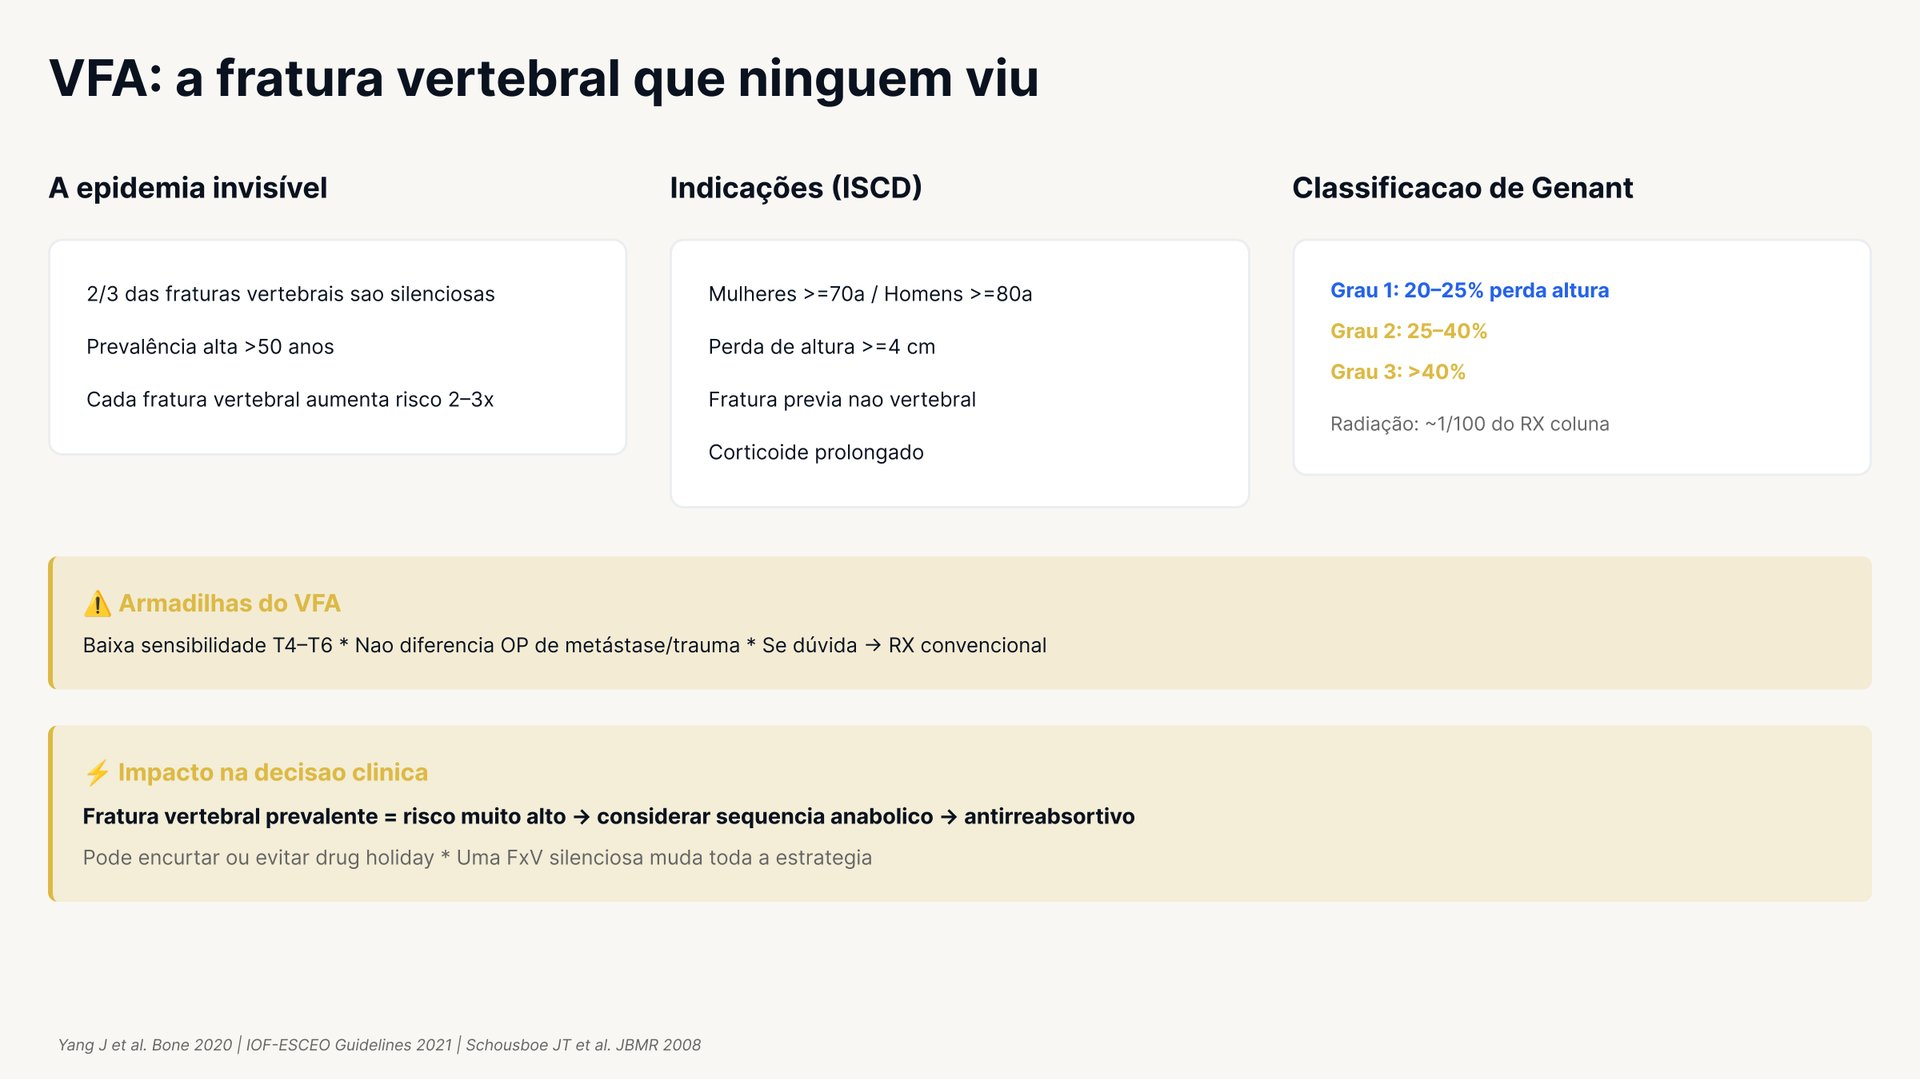 VFA: a fratura vertebral que ninguem viu
A epidemia invisível
2/3 das fraturas vertebrais sao silenciosas
Prevalência alta >50 anos
Cada fratura vertebral aumenta risco 2–3x
Indicações (ISCD)
Mulheres >=70a / Homens >=80a
Perda de altura >=4 cm
Fratura previa nao vertebral
Corticoide prolongado
Classificacao de Genant
Grau 1: 20–25% perda altura
Grau 2: 25–40%
Grau 3: >40%
Radiação: ~1/100 do RX coluna
⚠️ Armadilhas do VFA
Baixa sensibilidade T4–T6 * Nao diferencia OP de metástase/trauma * Se dúvida → RX convencional
⚡ Impacto na decisao clinica
Fratura vertebral prevalente = risco muito alto → considerar sequencia anabolico → antirreabsortivo
Pode encurtar ou evitar drug holiday * Uma FxV silenciosa muda toda a estrategia
Yang J et al. Bone 2020 | IOF-ESCEO Guidelines 2021 | Schousboe JT et al. JBMR 2008